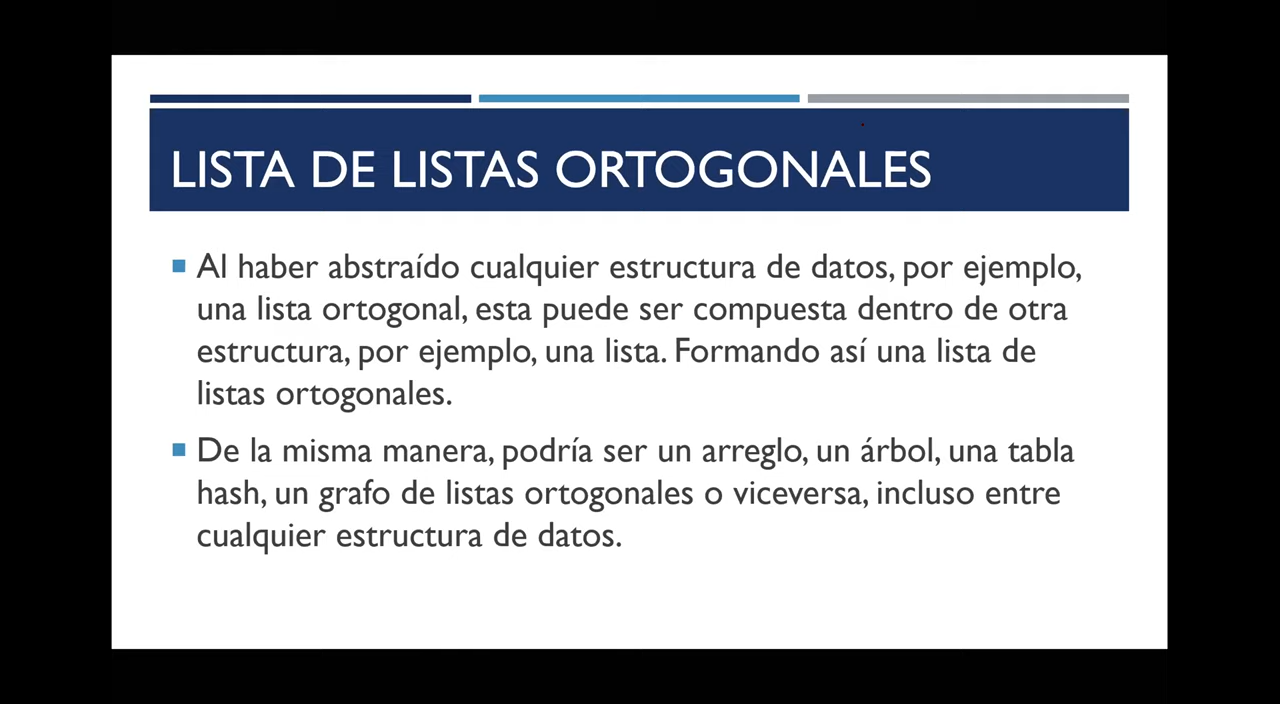 LISTA DE LISTAS ORTOGONALES
Al haber abstraído cualquier estructura de datos, por ejemplo,
una lista ortogonal, esta puede ser compuesta dentro de otra
estructura, por ejemplo, una lista. Formando así una lista de
listas ortogonales.
De la misma manera, podría ser un arreglo, un árbol, una tabla
hash, un grafo de listas ortogonales o viceversa, incluso entre
cualquier estructura de datos.